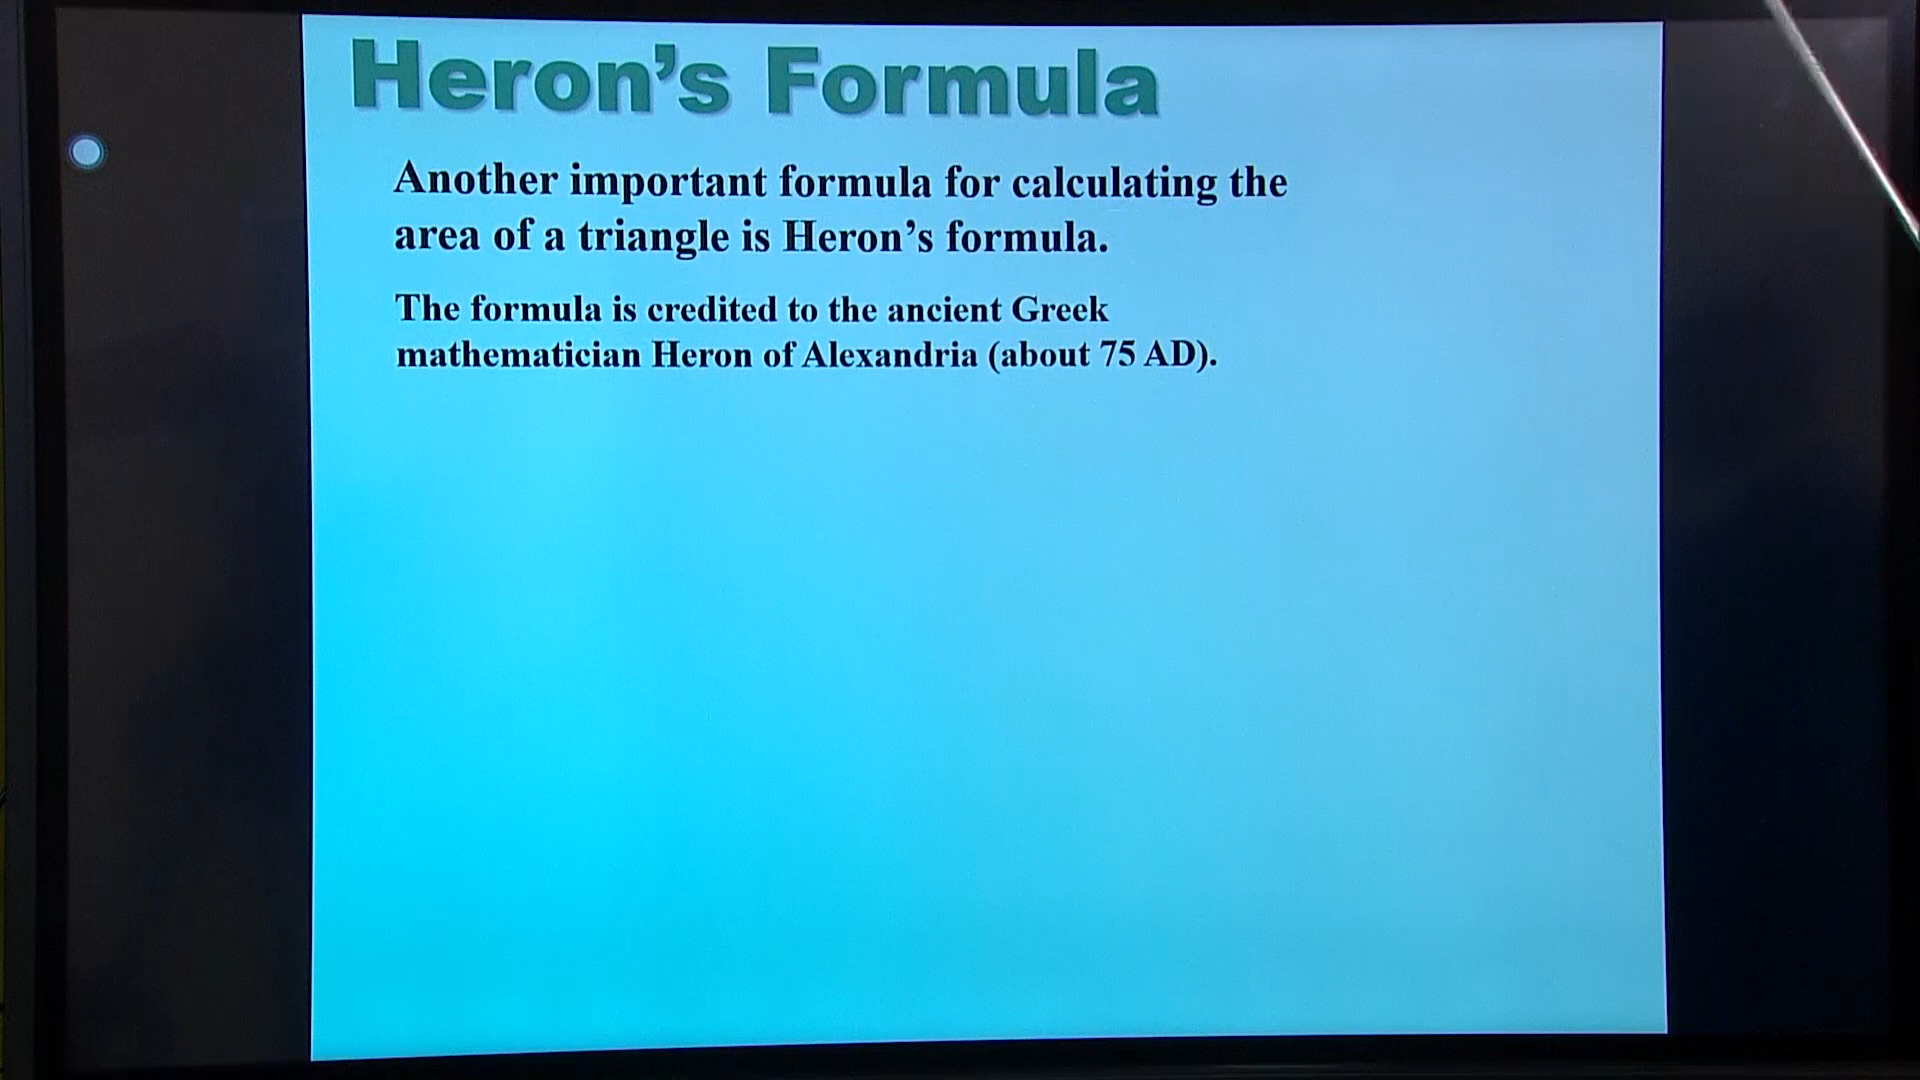 Heron’s Formula
Another important formula for calculating the
area of a triangle is Heron’s formula.
The formula is credited to the ancient Greek
mathematician Heron of Alexandria (about 75 AD).